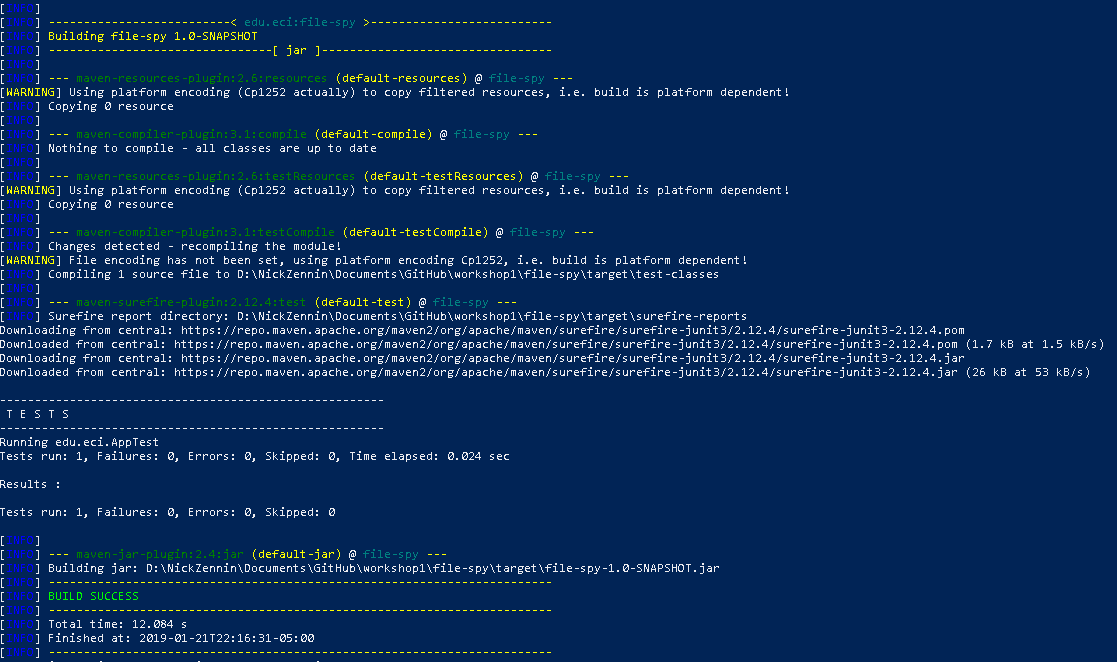 [INFO]
[INFO] --------------------------< edu.eci:file-spy >--------------------------
[INFO] Building file-spy 1.0-SNAPSHOT
[INFO] --------------------------------[ jar ]---------------------------------
[INFO]
[INFO] --- maven-resources-plugin:2.6:resources (default-resources) @ file-spy ---
[WARNING] Using platform encoding (Cp1252 actually) to copy filtered resources, i.e. build is platform dependent!
[INFO] Copying 0 resource
[INFO]
[INFO] --- maven-compiler-plugin:3.1:compile (default-compile) @ file-spy ---
[INFO] Nothing to compile - all classes are up to date
[INFO]
[INFO] --- maven-resources-plugin:2.6:testResources (default-testResources) @ file-spy ---
[WARNING] Using platform encoding (Cp1252 actually) to copy filtered resources, i.e. build is platform dependent!
[INFO] Copying 0 resource
[INFO]
[INFO] --- maven-compiler-plugin:3.1:testCompile (default-testCompile) @ file-spy ---
[INFO] Changes detected - recompiling the module!
[WARNING] File encoding has not been set, using platform encoding Cp1252, i.e. build is platform dependent!
[INFO] Compiling 1 source file to D:\NickZennin\Documents\GitHub\workshop1\file-spy\target\test-classes
[INFO]
[INFO] --- maven-surefire-plugin:2.12.4:test (default-test) @ file-spy ---
[INFO] Surefire report directory: D:\NickZennin\Documents\GitHub\workshop1\file-spy\target\surefire-reports
Downloading from central: https://repo.maven.apache.org/maven2/org/apache/maven/surefire/surefire-junit3/2.12.4/surefire-junit3-2.12.4.pom
Downloaded from central: https://repo.maven.apache.org/maven2/org/apache/maven/surefire/surefire-junit3/2.12.4/surefire-junit3-2.12.4.pom (1.7 kB at 1.5 kB/s)
Downloading from central: https://repo.maven.apache.org/maven2/org/apache/maven/surefire/surefire-junit3/2.12.4/surefire-junit3-2.12.4.jar
Downloaded from central: https://repo.maven.apache.org/maven2/org/apache/maven/surefire/surefire-junit3/2.12.4/surefire-junit3-2.12.4.jar (26 kB at 53 kB/s)
-------------------------------------------------------
 T E S T S
-------------------------------------------------------
Running edu.eci.AppTest
Tests run: 1, Failures: 0, Errors: 0, Skipped: 0, Time elapsed: 0.024 sec
Results :
Tests run: 1, Failures: 0, Errors: 0, Skipped: 0
[INFO]
[INFO] --- maven-jar-plugin:2.4:jar (default-jar) @ file-spy ---
[INFO] Building jar: D:\NickZennin\Documents\GitHub\workshop1\file-spy\target\file-spy-1.0-SNAPSHOT.jar
[INFO] ------------------------------------------------------------------------
[INFO] BUILD SUCCESS
[INFO] ------------------------------------------------------------------------
[INFO] Total time: 12.084 s
[INFO] Finished at: 2019-01-21T22:16:31-05:00
[INFO] ------------------------------------------------------------------------